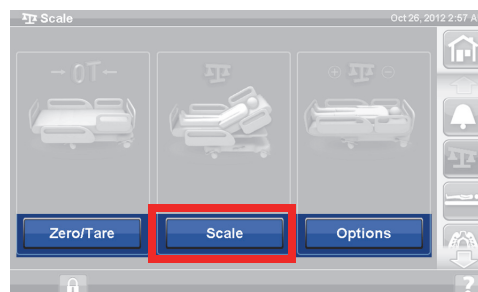 Scale
Oct 26, 2012 2:57 A
→0T←
Zero/Tare
Scale
Options
?